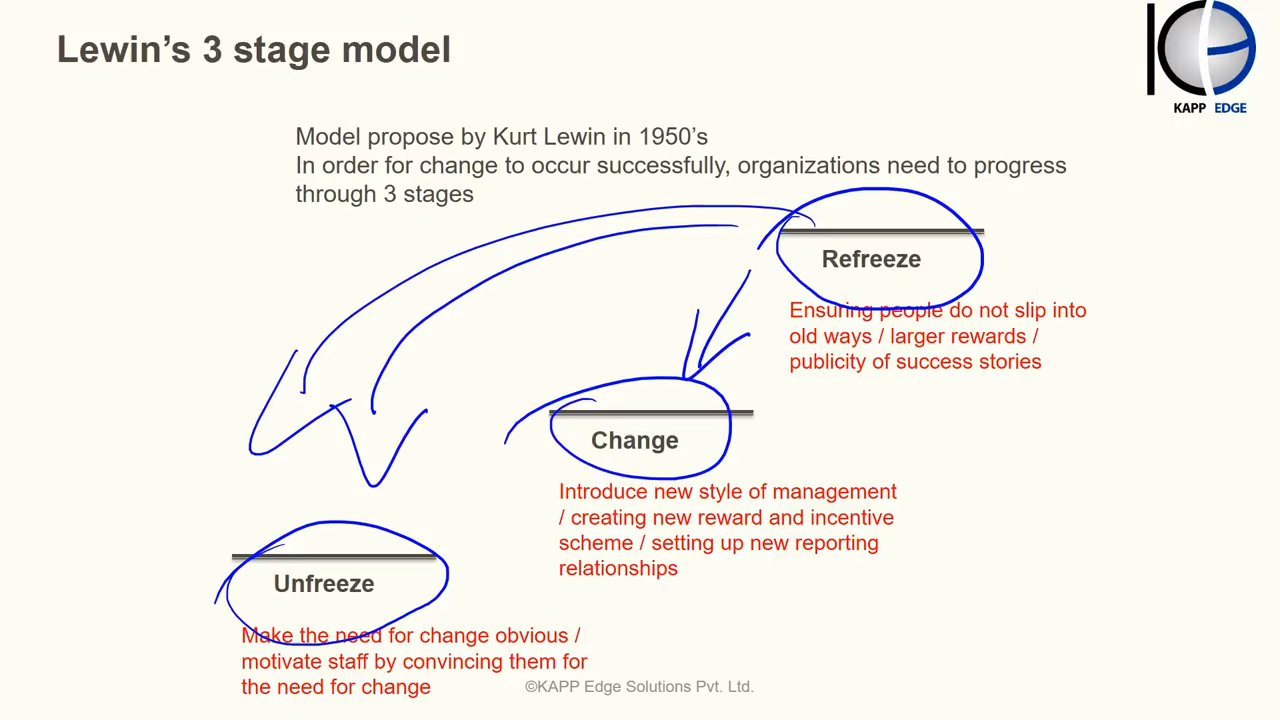 Lewin’s 3 stage model
KAPP EDGE
Model propose by Kurt Lewin in 1950’s
In order for change to occur successfully, organizations need to progress
through 3 stages
Refreeze
Ensuring people do not slip into
old ways / larger rewards /
publicity of success stories
Change
Introduce new style of management
/ creating new reward and incentive
scheme / setting up new reporting
relationships
Unfreeze
Make the need for change obvious /
motivate staff by convincing them for
the need for change
©KAPP Edge Solutions Pvt. Ltd.